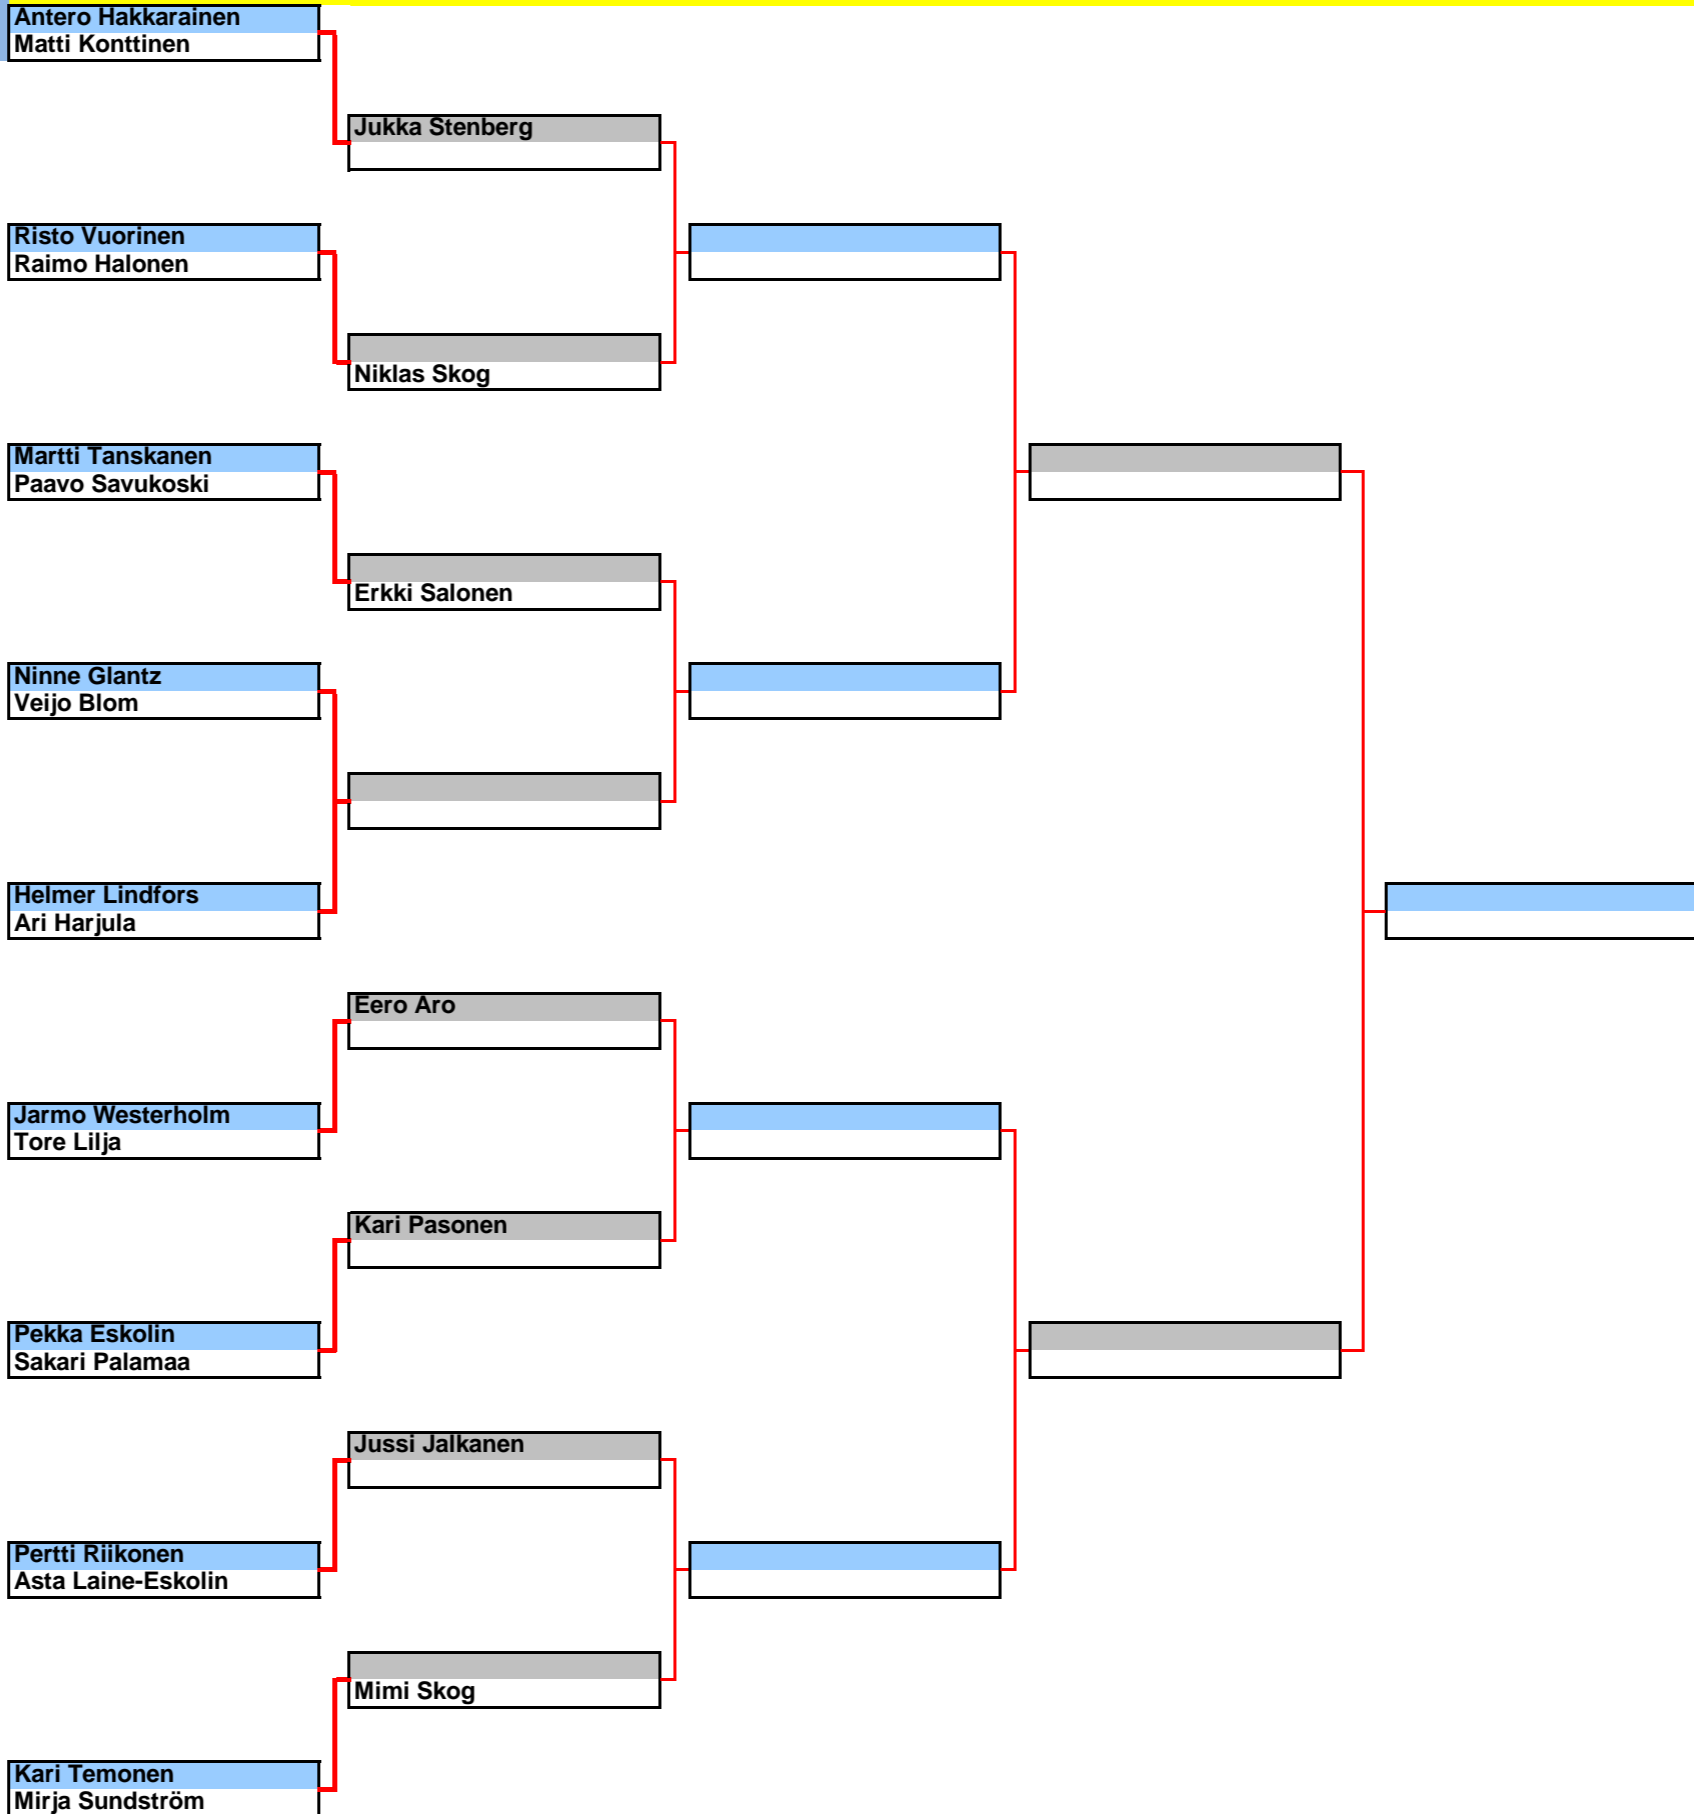 Antero Hakkarainen
Matti Konttinen
Jukka Stenberg
Risto Vuorinen
Raimo Halonen
Niklas Skog
Martti Tanskanen
Paavo Savukoski
Erkki Salonen
Ninne Glantz
Veijo Blom
Helmer Lindfors
Ari Harjula
Eero Aro
Jarmo Westerholm
Tore Lilja
Kari Pasonen
Pekka Eskolin
Sakari Palamaa
Jussi Jalkanen
Pertti Riikonen
Asta Laine-Eskolin
Mimi Skog
Kari Temonen
Mirja Sundström